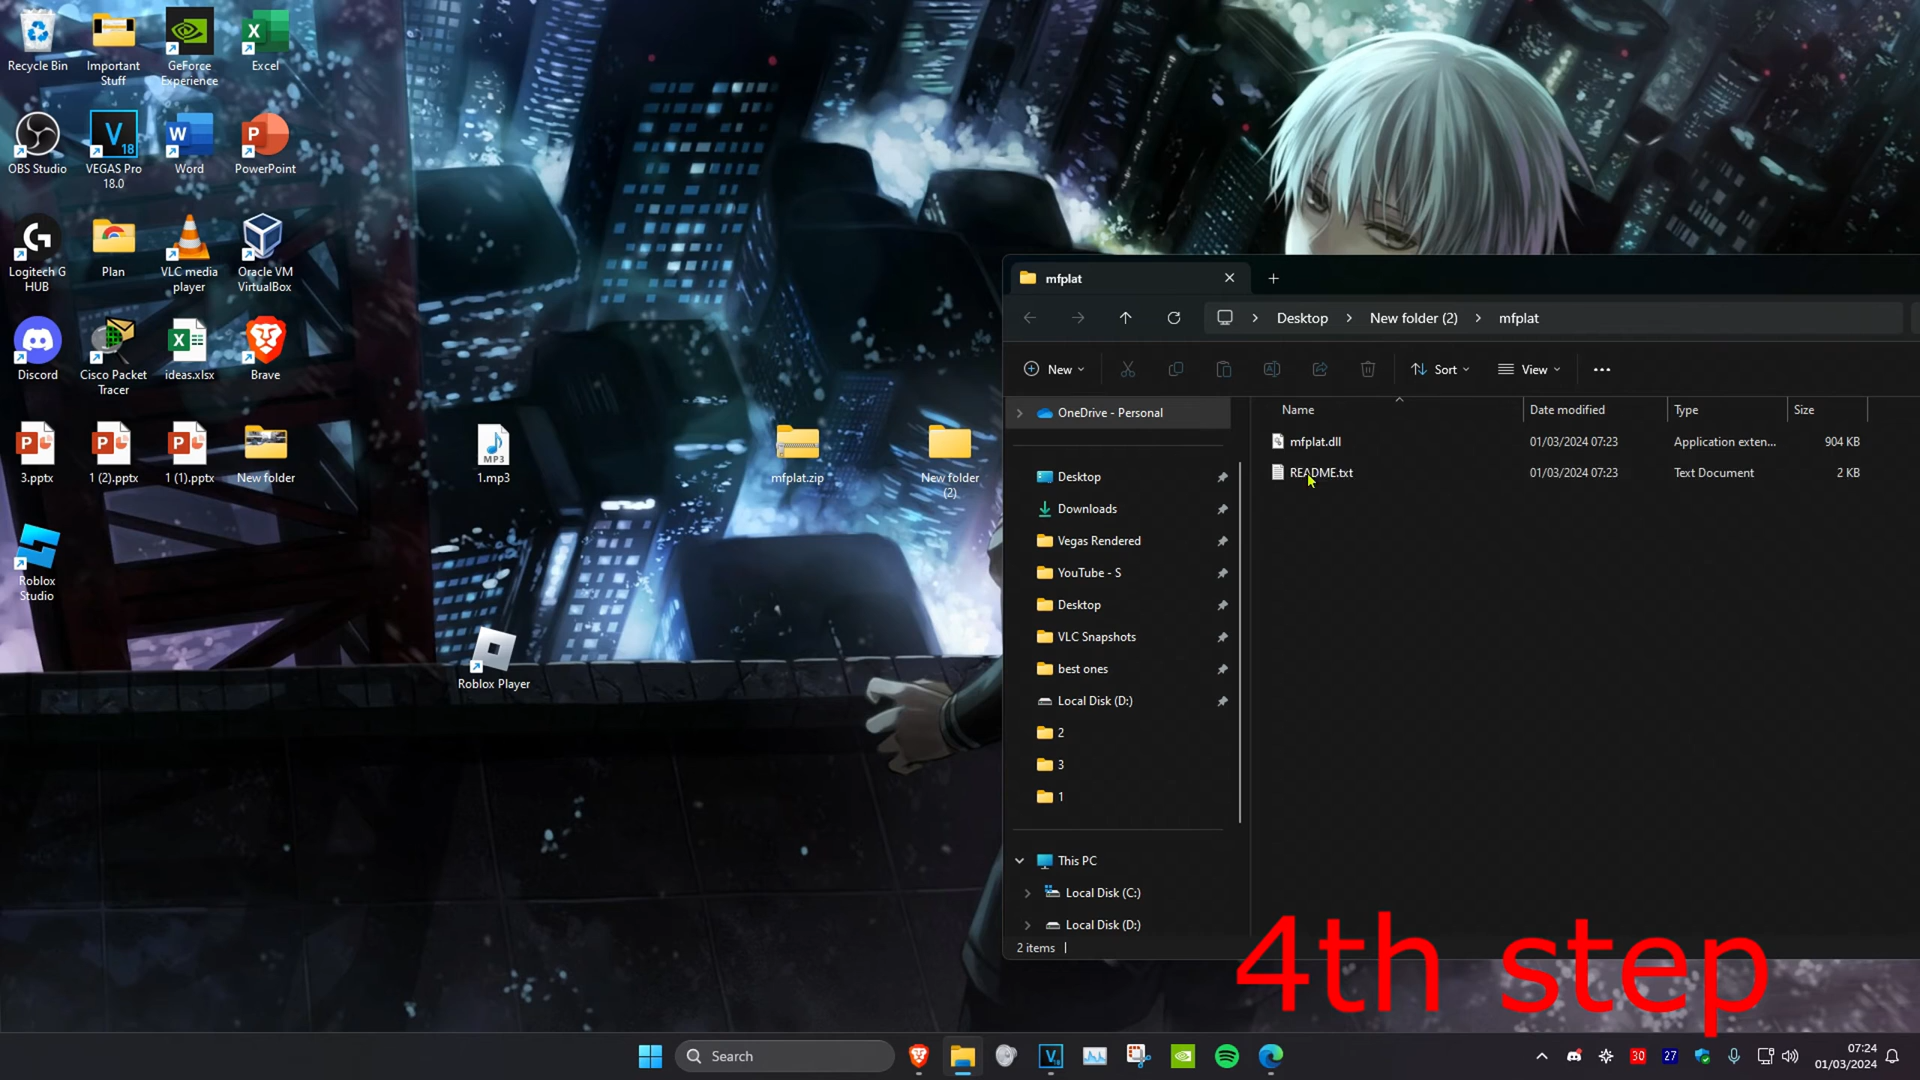 Recycle Bin
Important
Stuff
GeForce
Experience
Excel
OBS Studio
VEGAS Pro
18.0
Word
PowerPoint
Logitech G
HUB
Plan
VLC media
player
Oracle VM
VirtualBox
Discord
Cisco Packet
Tracer
ideas.xlsx
Brave
3.pptx
1 (2).pptx
1 (1).pptx
New folder
Roblox
Studio
MP3
1.mp3
mfplat.zip
New folder
(2)
Roblox Player
mfplat
Desktop
New folder (2)
mfplat
New
Sort
View
OneDrive - Personal
Name
Date modified
Type
Size
mfplat.dll
01/03/2024 07:23
Application exten...
904 KB
README.txt
01/03/2024 07:23
Text Document
2 KB
Desktop
Downloads
Vegas Rendered
YouTube - S
Desktop
VLC Snapshots
best ones
Local Disk (D:)
2
3
1
This PC
Local Disk (C:)
Local Disk (D:)
2 items
4th step
Search
30
27
07:24
01/03/2024